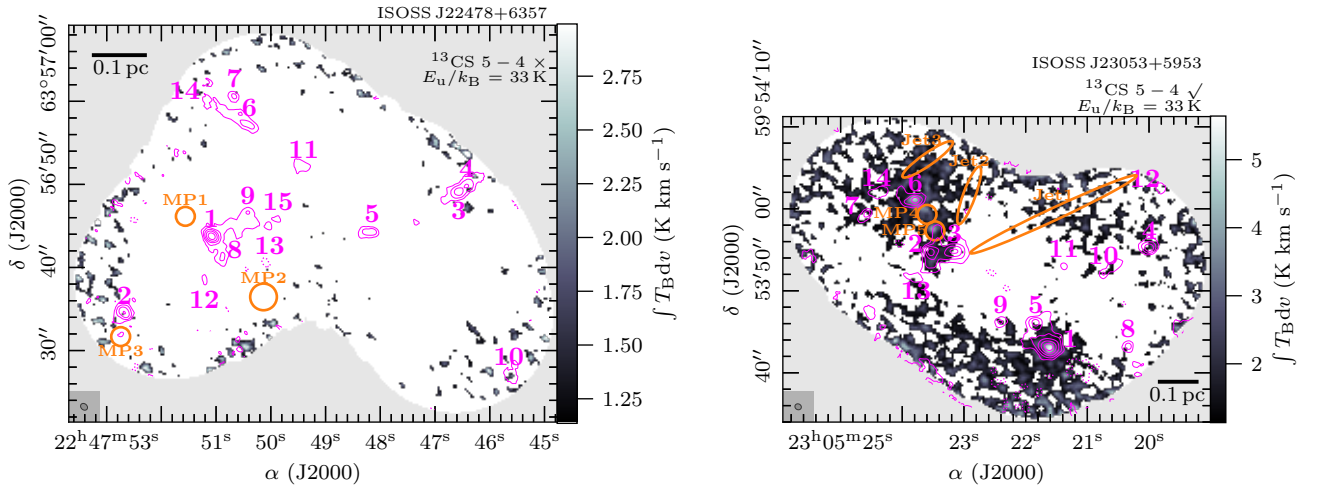 ISOSS J22478+6357
¹³CS 5 − 4 ×
E_u/k_B = 33 K
0.1 pc
14
7
6
11
4
3
MP1
9
15
1
5
8
13
MP2
12
2
MP3
10
63°57′00″
56′50″
40″
30″
δ (J2000)
22ʰ47ᵐ53ˢ
51ˢ
50ˢ
49ˢ
48ˢ
46ˢ
45ˢ
α (J2000)
2.75
2.50
2.25
2.00
1.75
1.50
1.25
∫ T_B dv (K km s⁻¹)
ISOSS J23053+5953
¹³CS 5 − 4 ✓
E_u/k_B = 33 K
Jet3
Jet2
Jet1
14
6
12
7
MP4
MP5
2
3
4
11
10
13
9
5
1
8
0.1 pc
59°54′10″
00″
53′50″
40″
δ (J2000)
23ʰ05ᵐ25ˢ
23ˢ
22ˢ
21ˢ
20ˢ
α (J2000)
5
4
3
2
∫ T_B dv (K km s⁻¹)